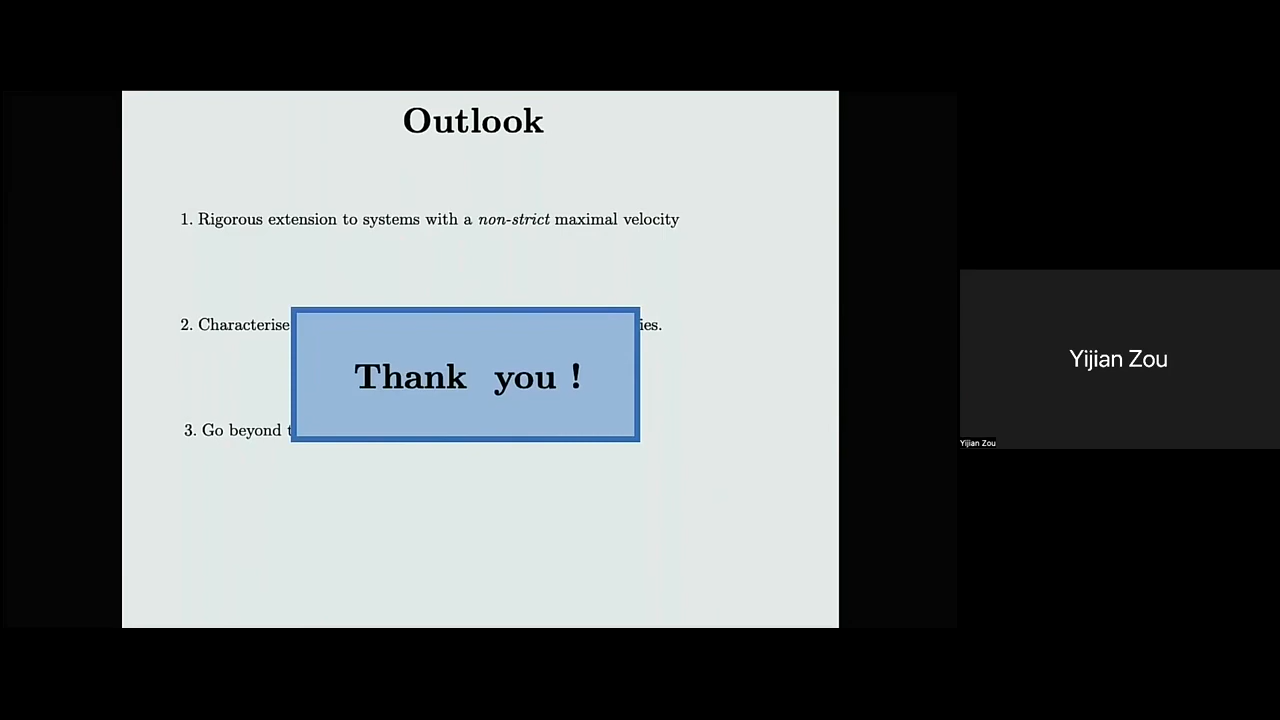 Outlook
1. Rigorous extension to systems with a non-strict maximal velocity
2. Characterise ies.
Thank you !
3. Go beyond t
Yijian Zou
Yijian Zou